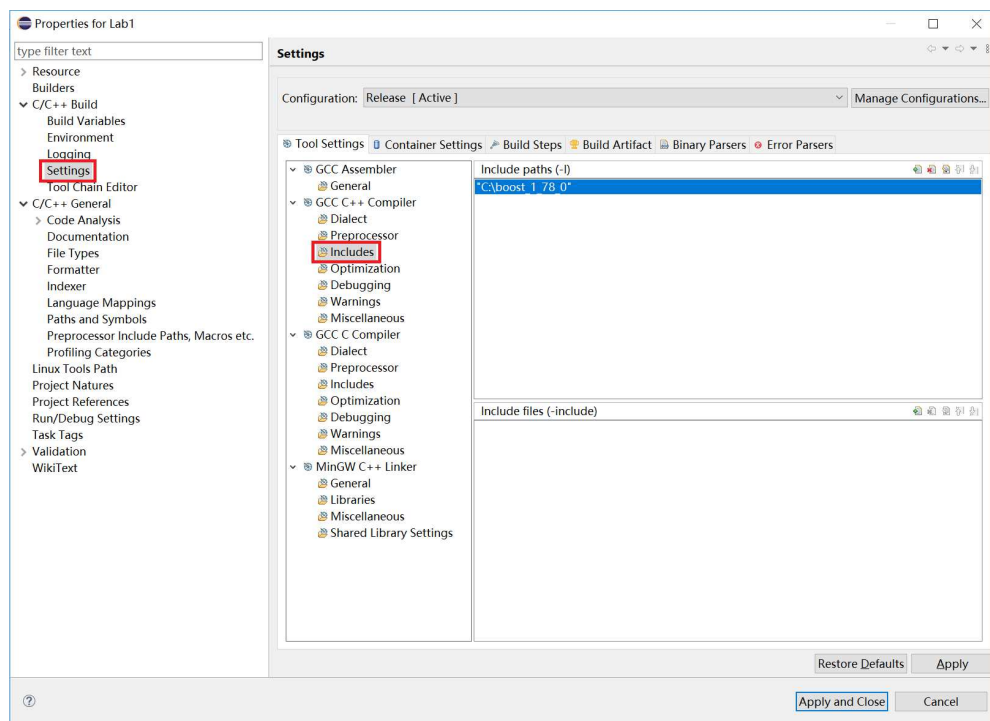 Properties for Lab1
type filter text
Resource
Builders
C/C++ Build
Build Variables
Environment
Logging
Settings
Tool Chain Editor
C/C++ General
Code Analysis
Documentation
File Types
Formatter
Indexer
Language Mappings
Paths and Symbols
Preprocessor Include Paths, Macros etc.
Profiling Categories
Linux Tools Path
Project Natures
Project References
Run/Debug Settings
Task Tags
Validation
WikiText
Settings
Configuration: Release [ Active ] Manage Configurations...
Tool Settings Container Settings Build Steps Build Artifact Binary Parsers Error Parsers
GCC Assembler
General
GCC C++ Compiler
Dialect
Preprocessor
Includes
Optimization
Debugging
Warnings
Miscellaneous
GCC C Compiler
Dialect
Preprocessor
Includes
Optimization
Debugging
Warnings
Miscellaneous
MinGW C++ Linker
General
Libraries
Miscellaneous
Shared Library Settings
Include paths (-I)
"C:\boost_1_78_0"
Include files (-include)
Restore Defaults Apply
Apply and Close Cancel